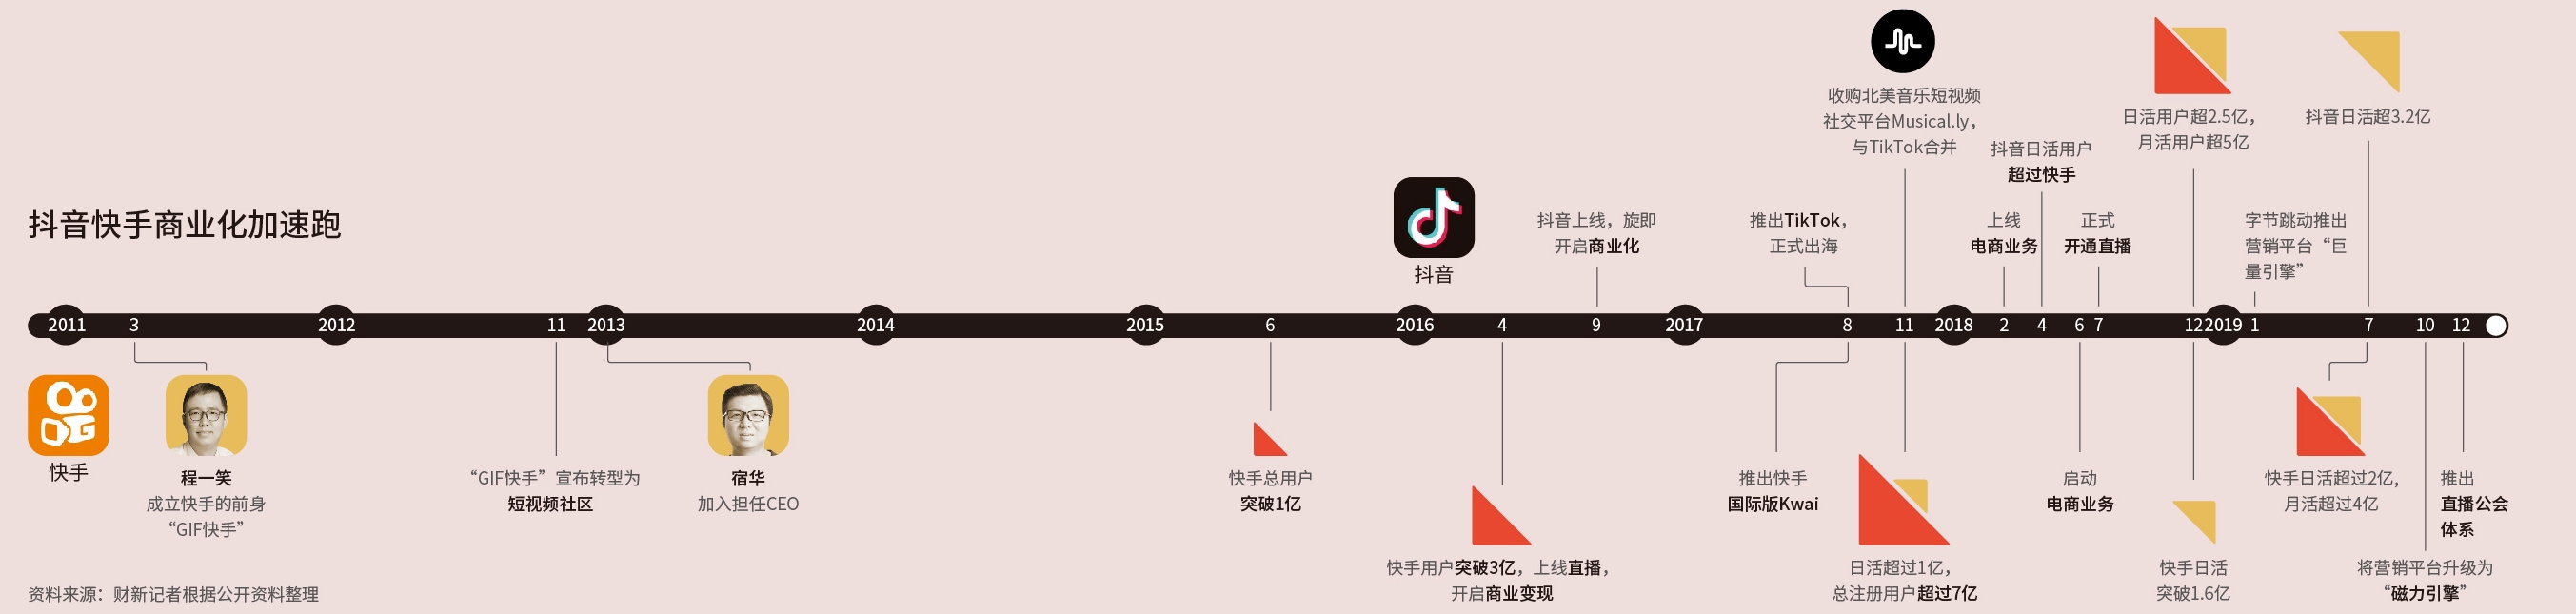 抖音快手商业化加速跑
收购北美音乐短视频
社交平台Musical.ly，
与TikTok合并
日活用户超2.5亿，
月活用户超5亿
抖音日活超3.2亿
抖音日活用户
超过快手
抖音
抖音上线，旋即
开启商业化
推出TikTok，
正式出海
上线
电商业务
正式
开通直播
字节跳动推出
营销平台“巨
量引擎”
2011 3 2012 11 2013 2014 2015 6 2016 4 9 2017 8 11 2018 2 4 6 7 12 2019 1 7 10 12
快手
程一笑
成立快手的前身
“GIF快手”
“GIF快手”宣布转型为
短视频社区
宿华
加入担任CEO
快手总用户
突破1亿
快手用户突破3亿，上线直播，
开启商业变现
推出快手
国际版Kwai
日活超过1亿，
总注册用户超过7亿
启动
电商业务
快手日活
突破1.6亿
快手日活超过2亿，
月活超过4亿
将营销平台升级为
“磁力引擎”
推出
直播公会
体系
资料来源：财新记者根据公开资料整理